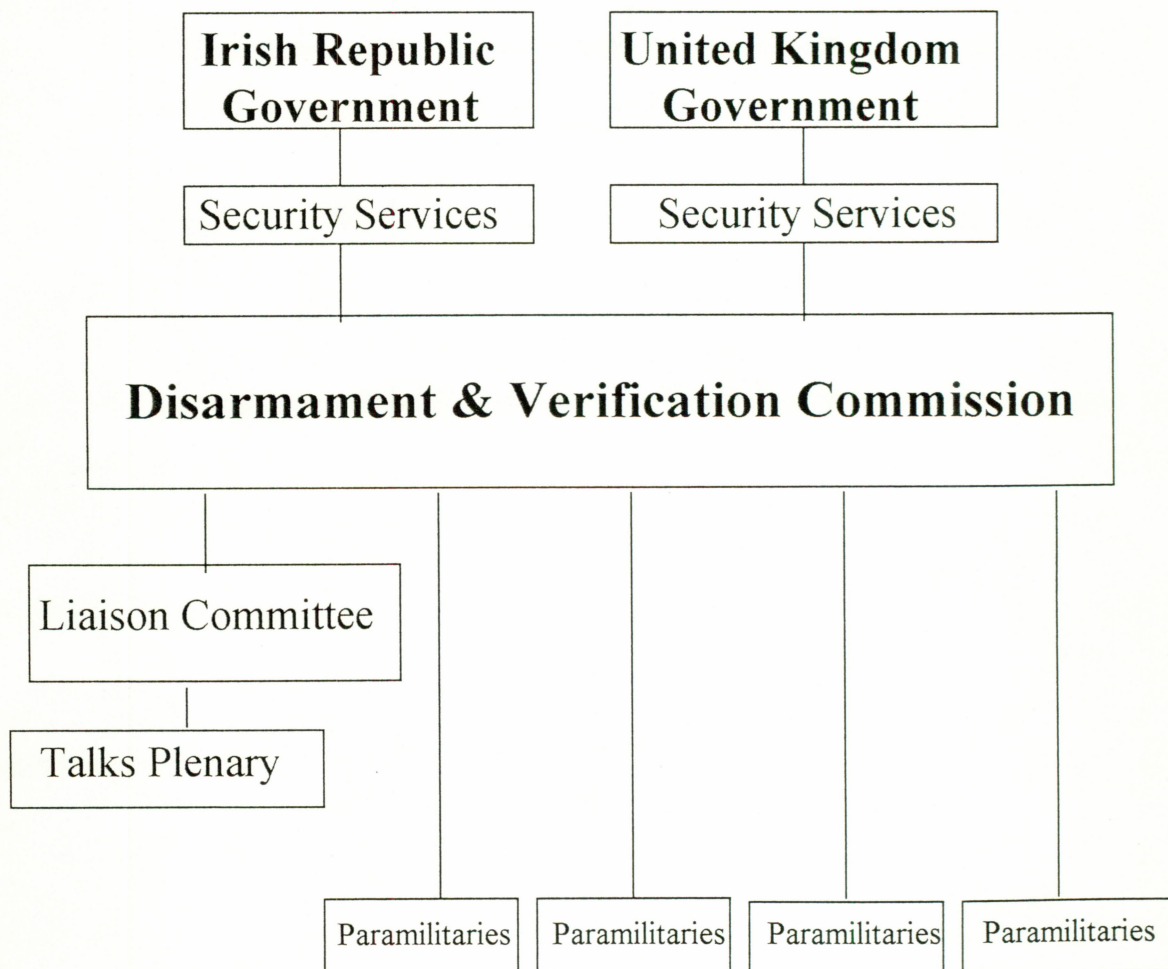 Irish Republic
Government
United Kingdom
Government
Security Services
Security Services
Disarmament & Verification Commission
Liaison Committee
Talks Plenary
Paramilitaries
Paramilitaries
Paramilitaries
Paramilitaries